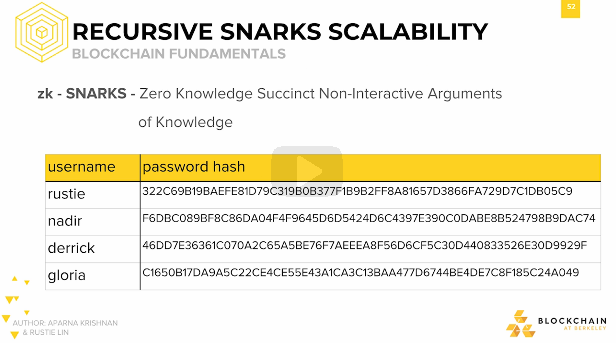 52
RECURSIVE SNARKS SCALABILITY
BLOCKCHAIN FUNDAMENTALS
zk - SNARKS - Zero Knowledge Succinct Non-Interactive Arguments
of Knowledge
username password hash
rustie 322C69B19BAEFE81D79C319B0B377F1B9B2FF8A81657D3866FA729D7C1DB05C9
nadir F6DBC089BF8C86DA04F4F9645D6D5424D6C4397E390C0DABE8B524798B9DAC74
derrick 46DD7E36361C070A2C65A5BE76F7AEEEA8F56D6CF5C30D440833526E30D9929F
gloria C1650B17DA9A5C22CE4CE55E43A1CA3C13BAA477D6744BE4DE7C8F185C24A049
AUTHOR: APARNA KRISHNAN
& RUSTIE LIN
BLOCKCHAIN
AT BERKELEY